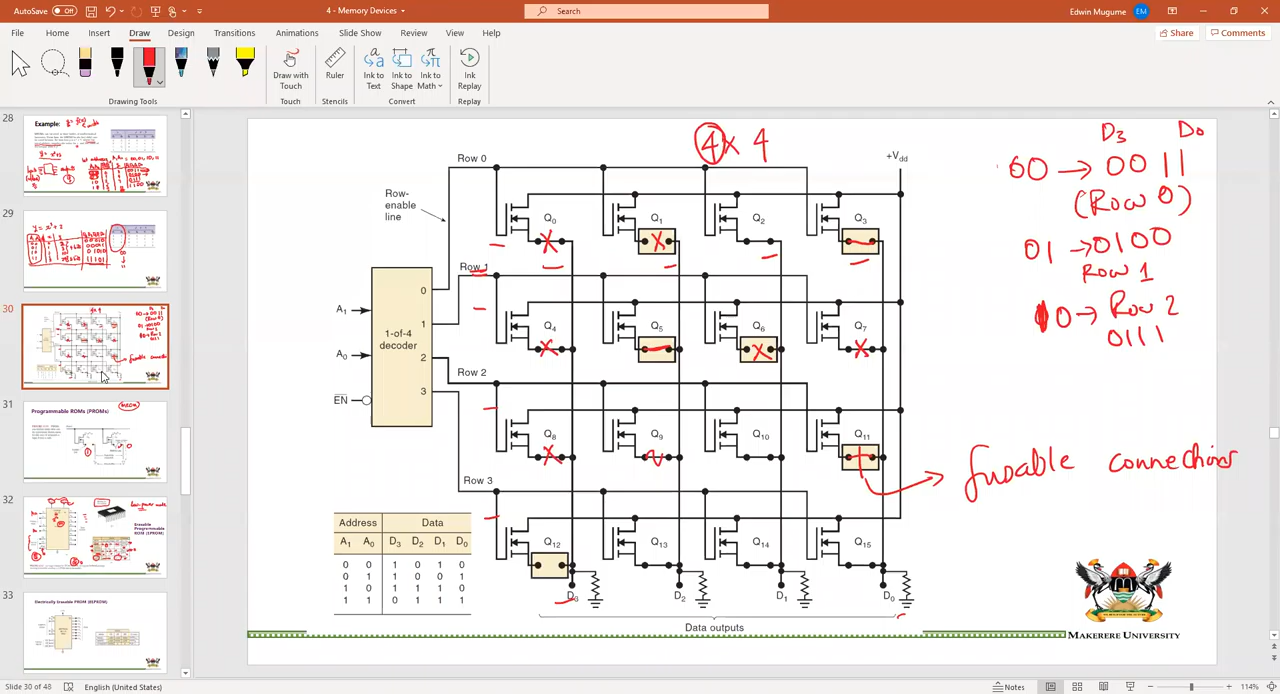 AutoSave Off
4 - Memory Devices
Search
Edwin Mugume EM
File Home Insert Draw Design Transitions Animations Slide Show Review View Help
Share Comments
Draw with Touch
Ruler
Ink to Text
Ink to Shape
Ink to Math
Ink Replay
Drawing Tools Touch Stencils Convert Replay
28
Example:
29
30
31
Programmable ROMs (PROMs)
32
Erasable Programmable ROM (EPROM)
33
Electrically Erasable PROM (EEPROM)
4 x 4
D3 D0
00 → 0011
(Row 0)
01 → 0100
Row 1
10 → Row 2
0111
fusable connections
Row 0
+Vdd
Row-enable line
Q0 Q1 Q2 Q3
Row 1
0
A1
1-of-4 decoder
1
Q4 Q5 Q6 Q7
A0
2
Row 2
3
EN
Q8 Q9 Q10 Q11
Row 3
Q12 Q13 Q14 Q15
Address Data
A1 A0 D3 D2 D1 D0
0 0 1 0 1 0
0 1 1 0 0 1
1 0 1 1 1 0
1 1 0 1 1 1
D3 D2 D1 D0
Data outputs
MAKERERE UNIVERSITY
Slide 30 of 48
English (United States)
Notes
114%